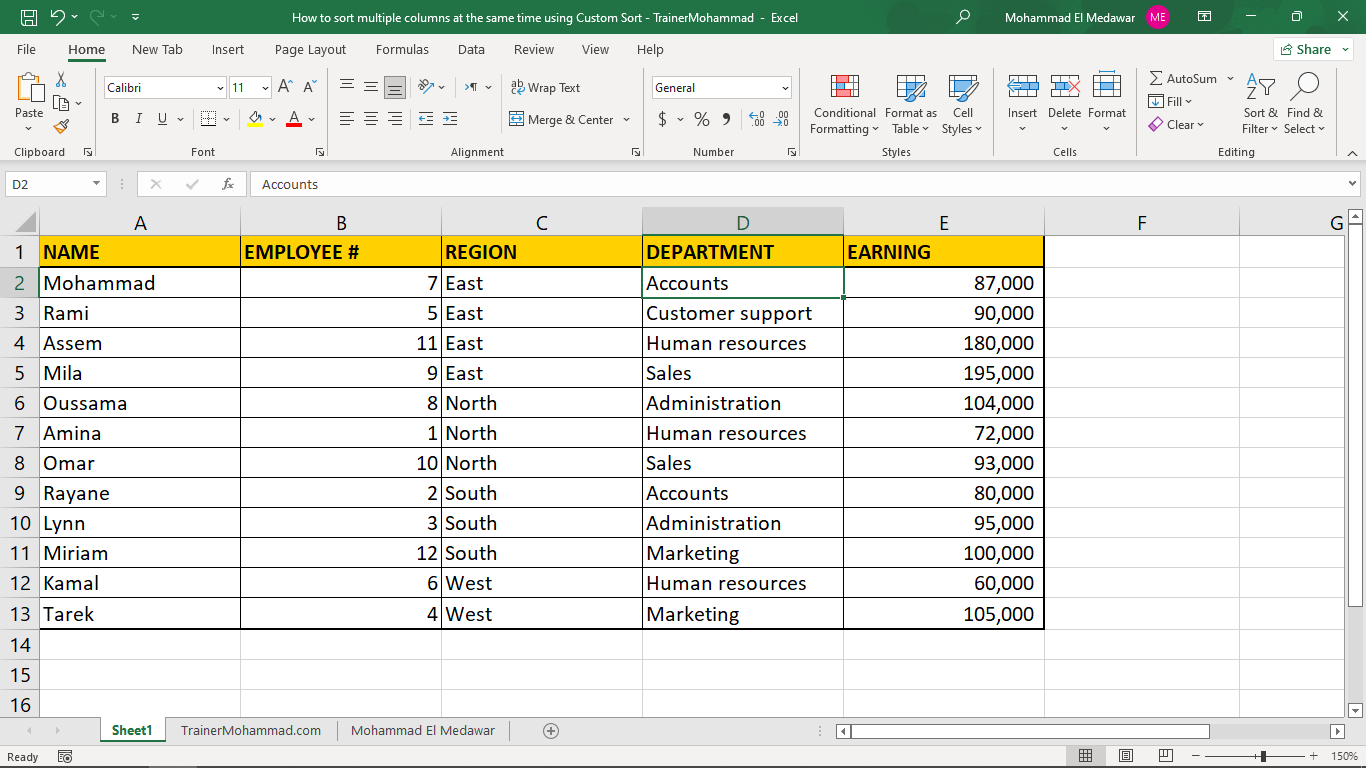 How to sort multiple columns at the same time using Custom Sort - TrainerMohammad - Excel
Mohammad El Medawar ME
File Home New Tab Insert Page Layout Formulas Data Review View Help Share
Paste
Calibri 11
B I U A A A
ab Wrap Text
Merge & Center
General
$ % 9 .00 .00
Conditional Formatting
Format as Table
Cell Styles
Insert
Delete
Format
AutoSum
Fill
Clear
Sort & Filter
Find & Select
Clipboard Font Alignment Number Styles Cells Editing
D2 fx Accounts
A B C D E F G
1 NAME EMPLOYEE # REGION DEPARTMENT EARNING
2 Mohammad 7 East Accounts 87,000
3 Rami 5 East Customer support 90,000
4 Assem 11 East Human resources 180,000
5 Mila 9 East Sales 195,000
6 Oussama 8 North Administration 104,000
7 Amina 1 North Human resources 72,000
8 Omar 10 North Sales 93,000
9 Rayane 2 South Accounts 80,000
10 Lynn 3 South Administration 95,000
11 Miriam 12 South Marketing 100,000
12 Kamal 6 West Human resources 60,000
13 Tarek 4 West Marketing 105,000
14
15
16
Sheet1 TrainerMohammad.com Mohammad El Medawar
Ready 150%